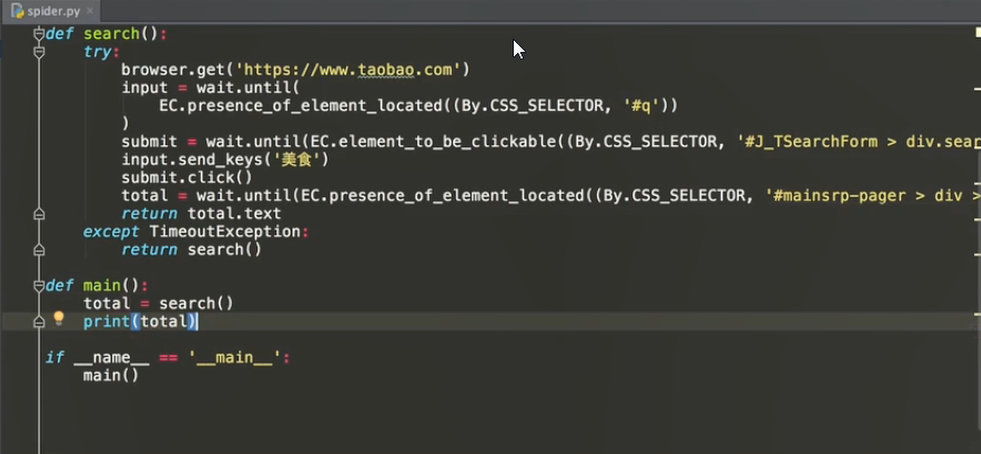 spider.py
def search():
try:
browser.get('https://www.taobao.com')
input = wait.until(
EC.presence_of_element_located((By.CSS_SELECTOR, '#q'))
)
submit = wait.until(EC.element_to_be_clickable((By.CSS_SELECTOR, '#J_TSearchForm > div.sear
input.send_keys('美食')
submit.click()
total = wait.until(EC.presence_of_element_located((By.CSS_SELECTOR, '#mainsrp-pager > div >
return total.text
except TimeoutException:
return search()
def main():
total = search()
print(total)
if __name__ == '__main__':
main()